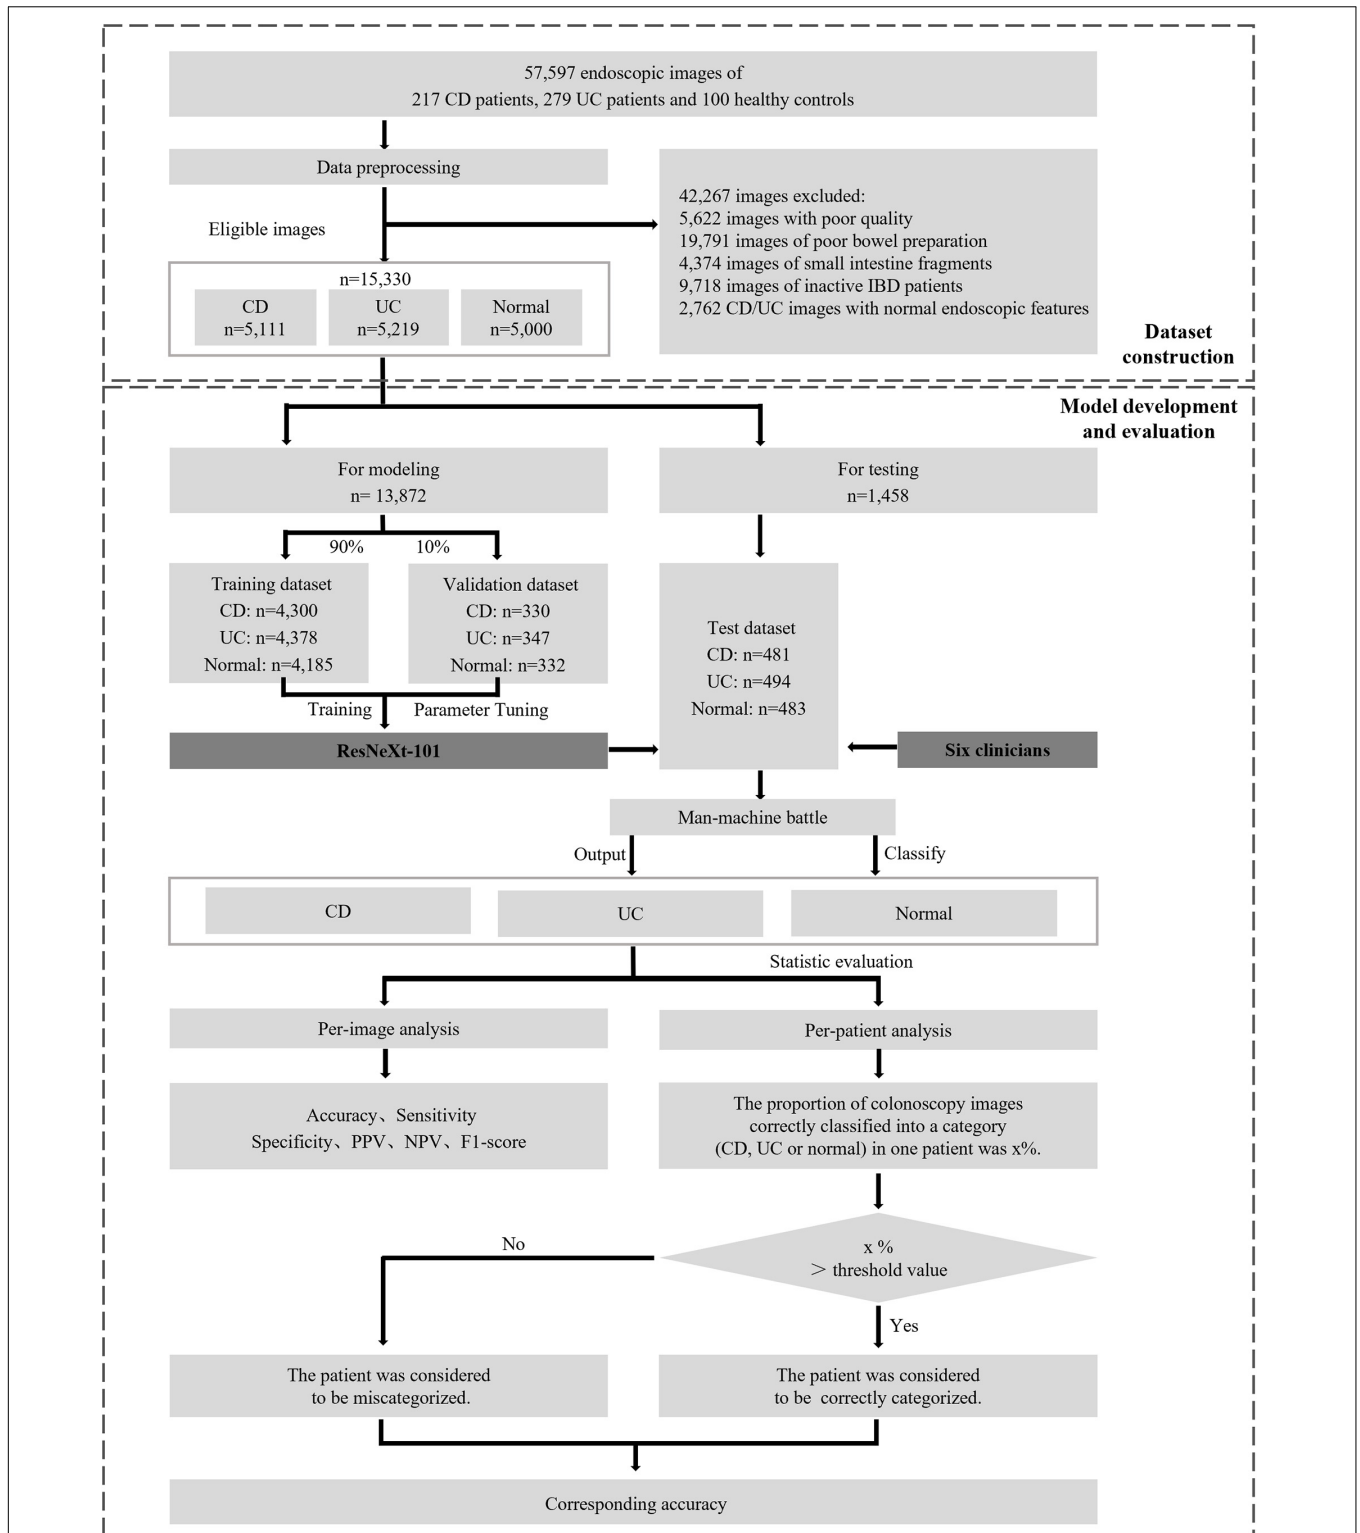 57,597 endoscopic images of
217 CD patients, 279 UC patients and 100 healthy controls
Data preprocessing
Eligible images
42,267 images excluded:
5,622 images with poor quality
19,791 images of poor bowel preparation
4,374 images of small intestine fragments
9,718 images of inactive IBD patients
2,762 CD/UC images with normal endoscopic features
n=15,330
CD
n=5,111
UC
n=5,219
Normal
n=5,000
Dataset
construction
Model development
and evaluation
For modeling
n= 13,872
For testing
n=1,458
90%
10%
Training dataset
CD: n=4,300
UC: n=4,378
Normal: n=4,185
Validation dataset
CD: n=330
UC: n=347
Normal: n=332
Test dataset
CD: n=481
UC: n=494
Normal: n=483
Training
Parameter Tuning
ResNeXt-101
Six clinicians
Man-machine battle
Output
Classify
CD
UC
Normal
Statistic evaluation
Per-image analysis
Per-patient analysis
Accuracy、Sensitivity
Specificity、PPV、NPV、F1-score
The proportion of colonoscopy images
correctly classified into a category
(CD, UC or normal) in one patient was x%.
x %
＞ threshold value
No
Yes
The patient was considered
to be miscategorized.
The patient was considered
to be correctly categorized.
Corresponding accuracy